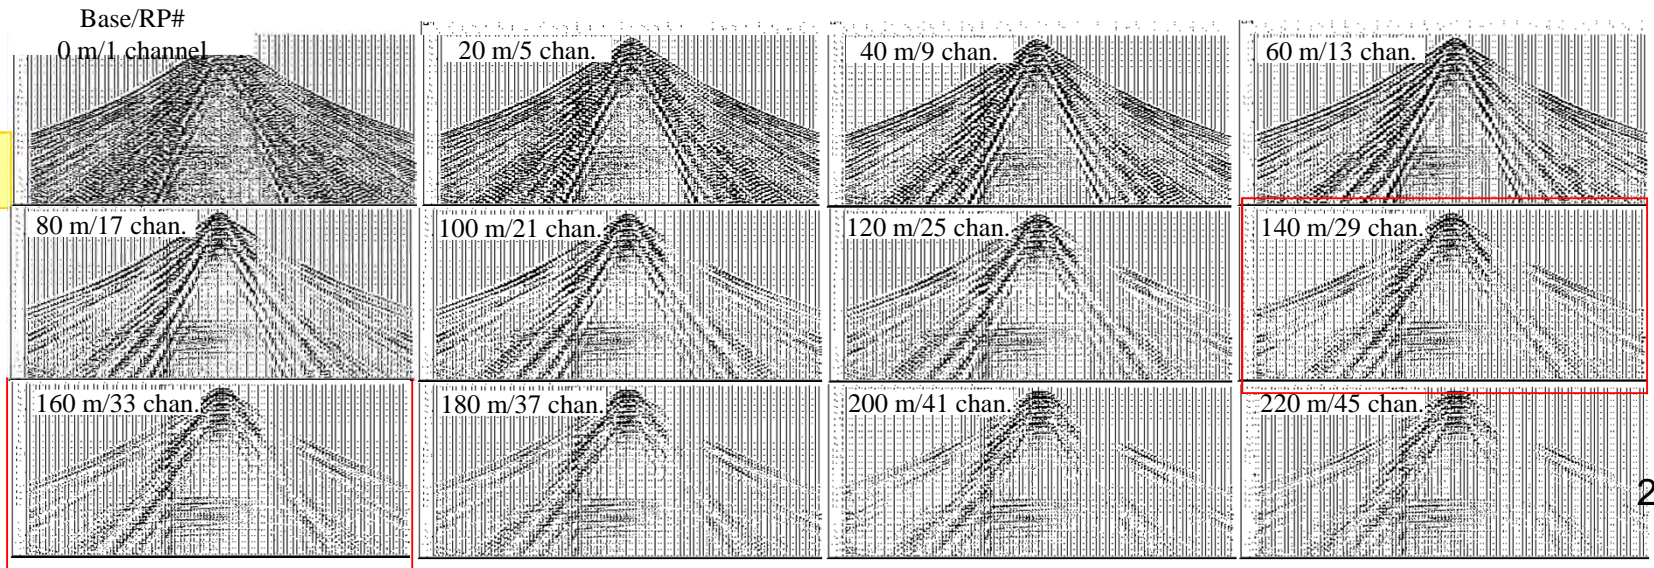 Base/RP#
0 m/1 channel
20 m/5 chan.
40 m/9 chan.
60 m/13 chan.
80 m/17 chan.
100 m/21 chan.
120 m/25 chan.
140 m/29 chan.
160 m/33 chan.
180 m/37 chan.
200 m/41 chan.
220 m/45 chan.
2